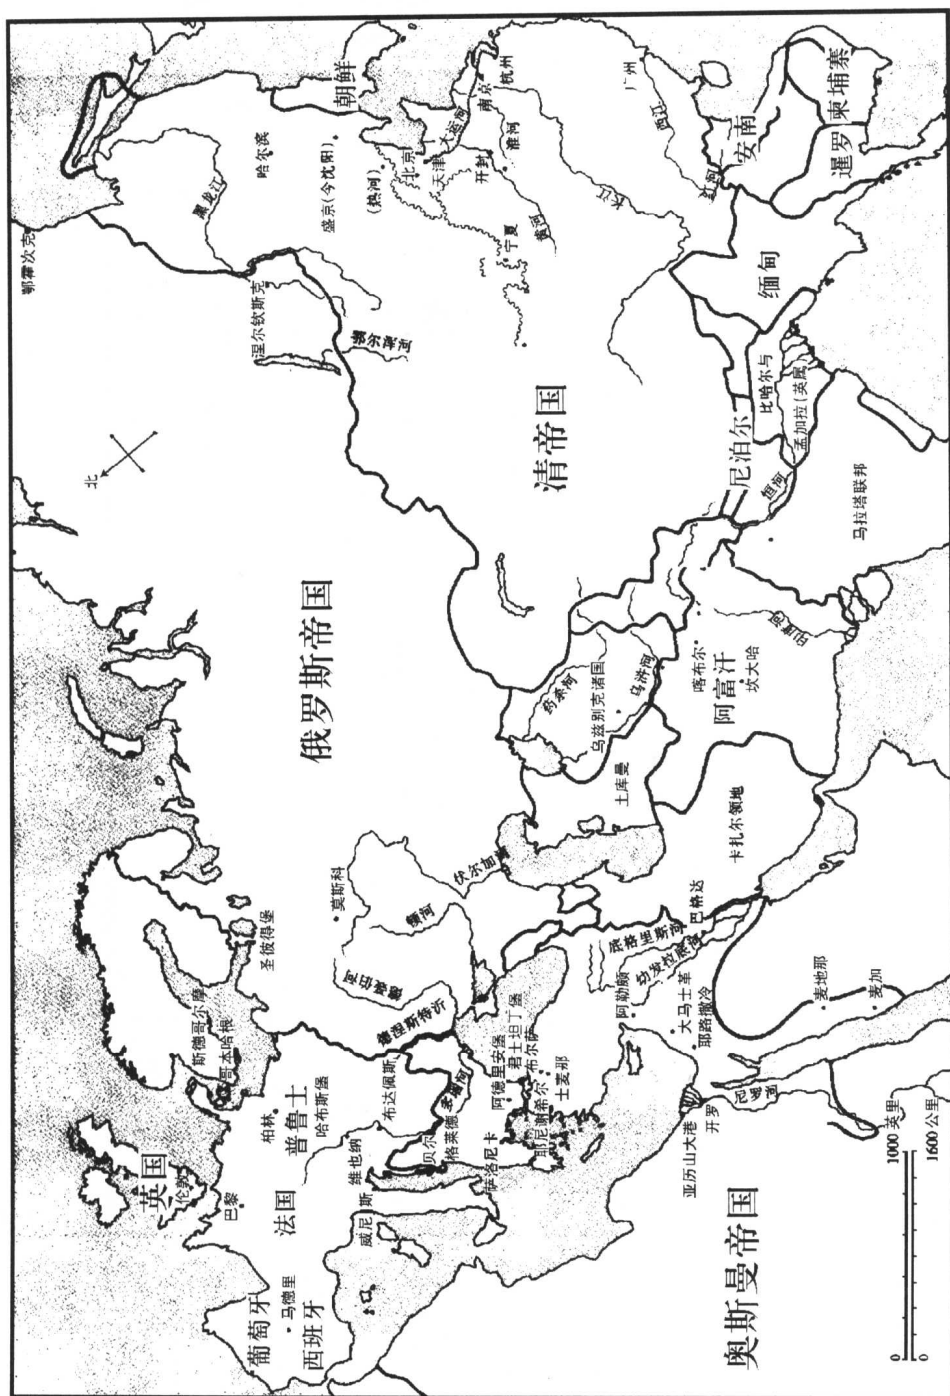 北
鄂霍次克
俄罗斯帝国
清帝国
奥斯曼帝国
黑龙江
哈尔滨
盛京(今沈阳)
(热河)
朝鲜
涅尔钦斯克
鄂尔浑河
北京
天津
大运河
南京
杭州
开封
淮河
宁夏
黄河
长江
西江
广州
红河
安南
暹罗
柬埔寨
缅甸
尼泊尔
比哈尔与
孟加拉(英属)
恒河
马拉塔联邦
印度河
喀布尔
阿富汗
坎大哈
药杀河
乌兹别克诸国
乌浒河
土库曼
卡扎尔领地
伏尔加河
莫斯科
顿河
圣彼得堡
斯德哥尔摩
哥本哈根
第聂伯河
德涅斯特河
英国
伦敦
巴黎
法国
柏林
普鲁士
哈布斯堡
维也纳
布达佩斯
威尼斯
贝尔
格莱德
多瑙河
萨洛尼卡
阿德里安堡
君士坦丁堡
布尔萨
耶尼谢希尔
士麦那
葡萄牙
马德里
西班牙
阿勒颇
底格里斯河
幼发拉底河
巴格达
大马士革
耶路撒冷
亚历山大港
开罗
尼罗河
麦地那
麦加
0 1000 英里
0 1600 公里